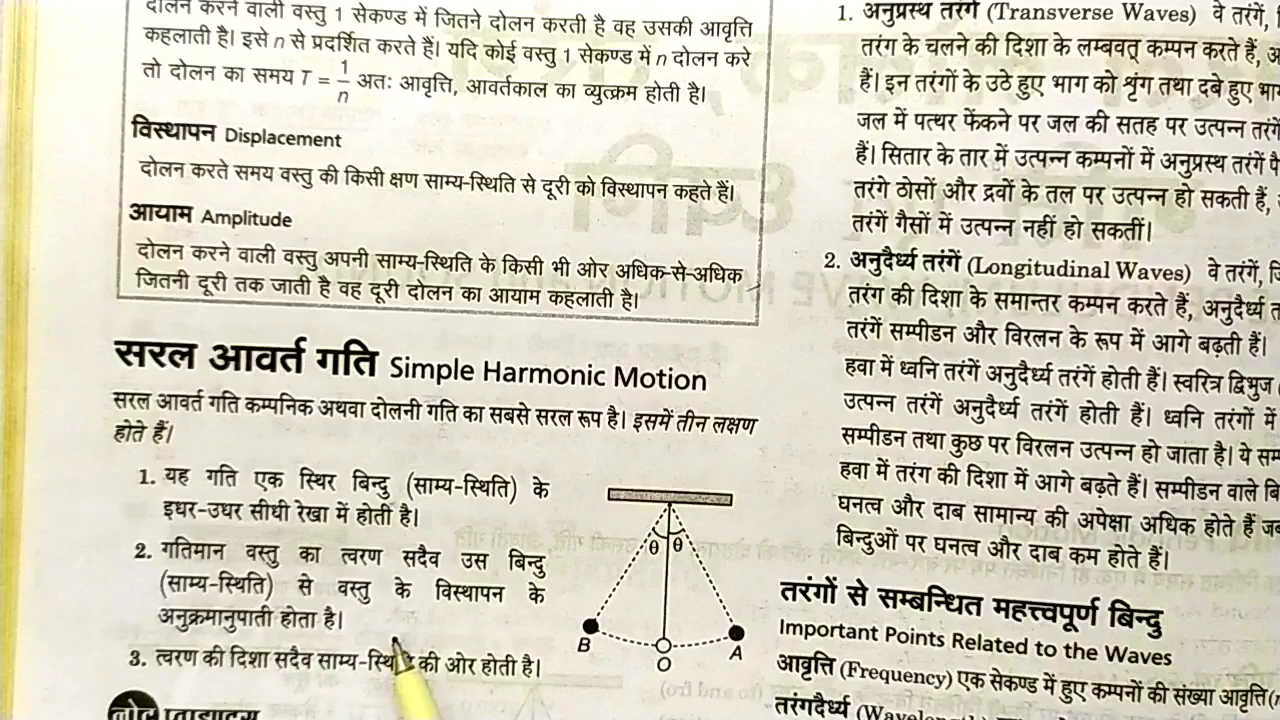 दोलन करने वाली वस्तु 1 सेकण्ड में जितने दोलन करती है वह उसकी आवृत्ति
कहलाती है। इसे n से प्रदर्शित करते हैं। यदि कोई वस्तु 1 सेकण्ड में n दोलन करे
तो दोलन का समय T = 1/n अतः आवृत्ति, आवर्तकाल का व्युत्क्रम होती है।
विस्थापन Displacement
दोलन करते समय वस्तु की किसी क्षण साम्य-स्थिति से दूरी को विस्थापन कहते हैं।
आयाम Amplitude
दोलन करने वाली वस्तु अपनी साम्य-स्थिति के किसी भी ओर अधिक-से-अधिक
जितनी दूरी तक जाती है वह दूरी दोलन का आयाम कहलाती है।
सरल आवर्त गति Simple Harmonic Motion
सरल आवर्त गति कम्पनिक अथवा दोलनी गति का सबसे सरल रूप है। इसमें तीन लक्षण
होते हैं।
1. यह गति एक स्थिर बिन्दु (साम्य-स्थिति) के
इधर-उधर सीधी रेखा में होती है।
2. गतिमान वस्तु का त्वरण सदैव उस बिन्दु
(साम्य-स्थिति) से वस्तु के विस्थापन के
अनुक्रमानुपाती होता है।
3. त्वरण की दिशा सदैव साम्य-स्थि की ओर होती है।
θ θ
B O A
1. अनुप्रस्थ तरंगें (Transverse Waves) वे तरंगें,
तरंग के चलने की दिशा के लम्बवत् कम्पन करते हैं,
हैं। इन तरंगों के उठे हुए भाग को शृंग तथा दबे हुए
जल में पत्थर फेंकने पर जल की सतह पर उत्पन्न
हैं। सितार के तार में उत्पन्न कम्पनों में अनुप्रस्थ तरंगें
तरंगे ठोसों और द्रवों के तल पर उत्पन्न हो सकती हैं,
तरंगें गैसों में उत्पन्न नहीं हो सकतीं।
2. अनुदैर्ध्य तरंगें (Longitudinal Waves) वे तरंगें,
तरंग की दिशा के समान्तर कम्पन करते हैं, अनुदैर्ध्य
तरंगें सम्पीडन और विरलन के रूप में आगे बढ़ती हैं।
हवा में ध्वनि तरंगें अनुदैर्ध्य तरंगें होती हैं। स्वरित्र द्विभुज
उत्पन्न तरंगें अनुदैर्ध्य तरंगें होती हैं। ध्वनि तरंगों में
सम्पीडन तथा कुछ पर विरलन उत्पन्न हो जाता है। ये
हवा में तरंग की दिशा में आगे बढ़ते हैं। सम्पीडन वाले
घनत्व और दाब सामान्य की अपेक्षा अधिक होते हैं
बिन्दुओं पर घनत्व और दाब कम होते हैं।
तरंगों से सम्बन्धित महत्त्वपूर्ण बिन्दु
Important Points Related to the Waves
आवृत्ति (Frequency) एक सेकण्ड में हुए कम्पनों की संख्या आवृत्ति
तरंगदैर्ध्य